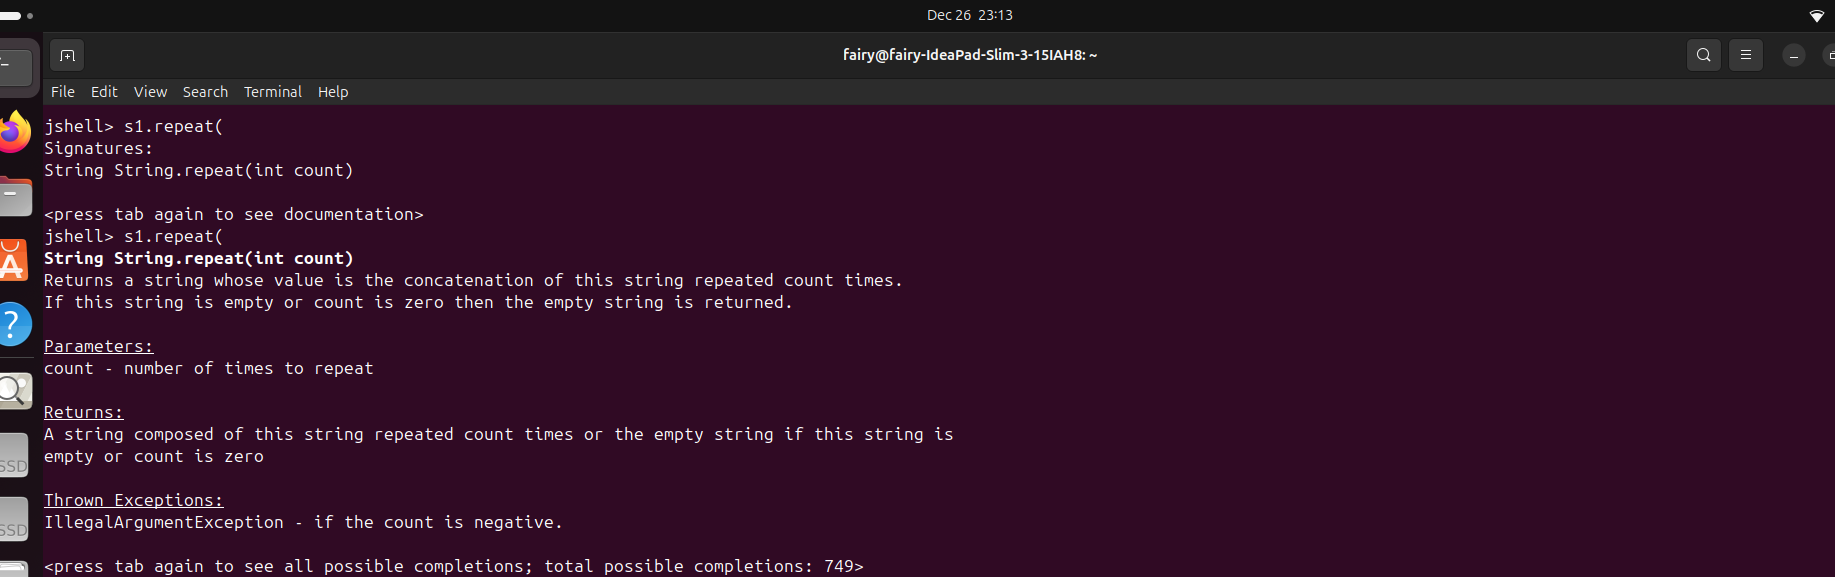 Dec 26 23:13
fairy@fairy-IdeaPad-Slim-3-15IAH8: ~
File Edit View Search Terminal Help
jshell> s1.repeat(
Signatures:
String String.repeat(int count)
<press tab again to see documentation>
jshell> s1.repeat(
String String.repeat(int count)
Returns a string whose value is the concatenation of this string repeated count times.
If this string is empty or count is zero then the empty string is returned.
Parameters:
count - number of times to repeat
Returns:
A string composed of this string repeated count times or the empty string if this string is
empty or count is zero
Thrown Exceptions:
IllegalArgumentException - if the count is negative.
<press tab again to see all possible completions; total possible completions: 749>
SSD
SSD